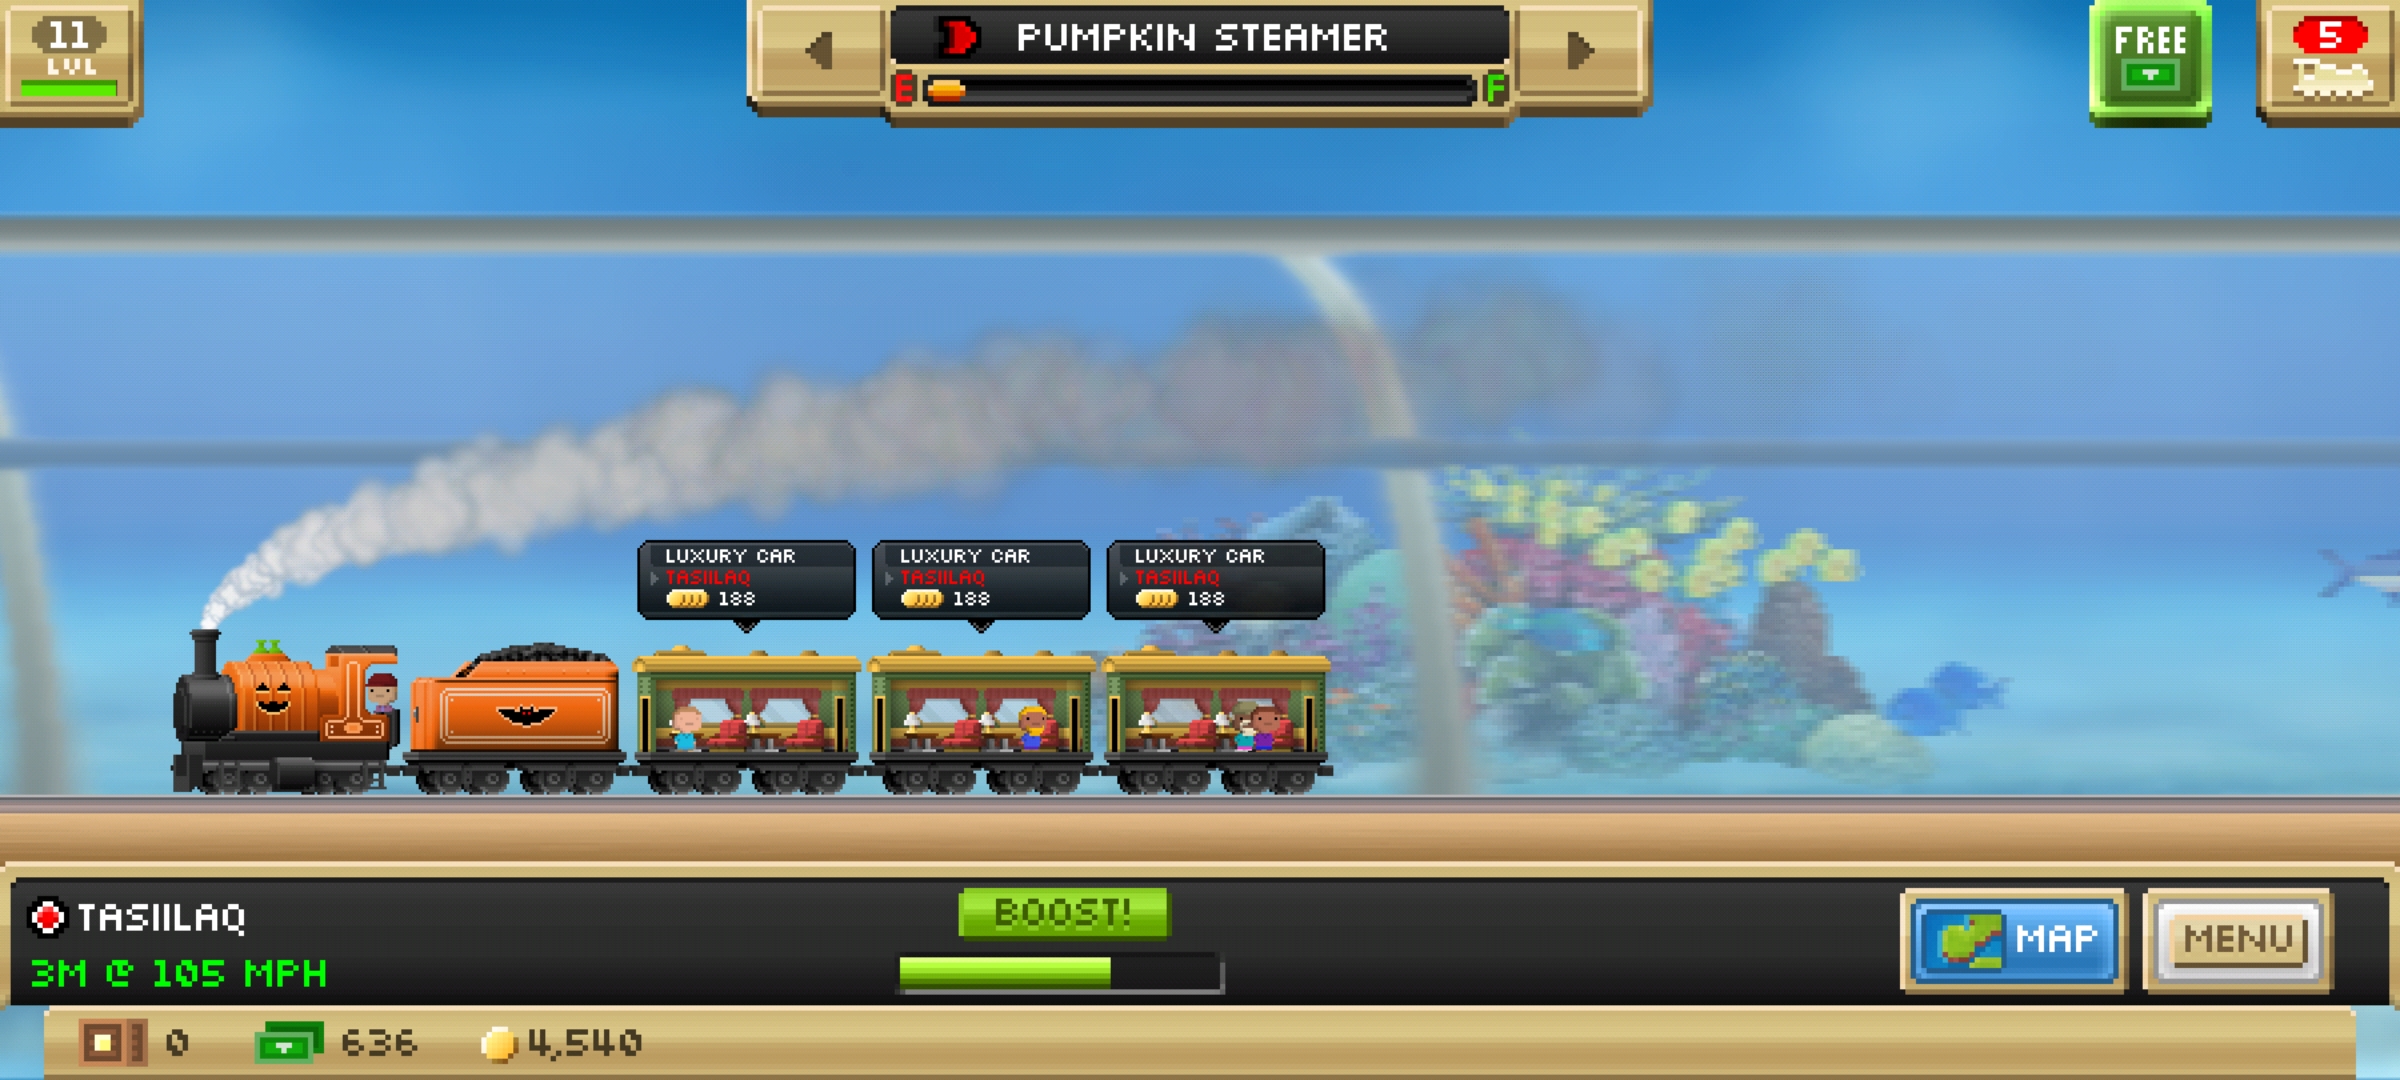 11
LVL
PUMPKIN STEAMER
E F
FREE
5
LUXURY CAR
TASIILAQ
188
LUXURY CAR
TASIILAQ
188
LUXURY CAR
TASIILAQ
188
TASIILAQ
3M @ 105 MPH
BOOST!
MAP
MENU
0
636
4,540